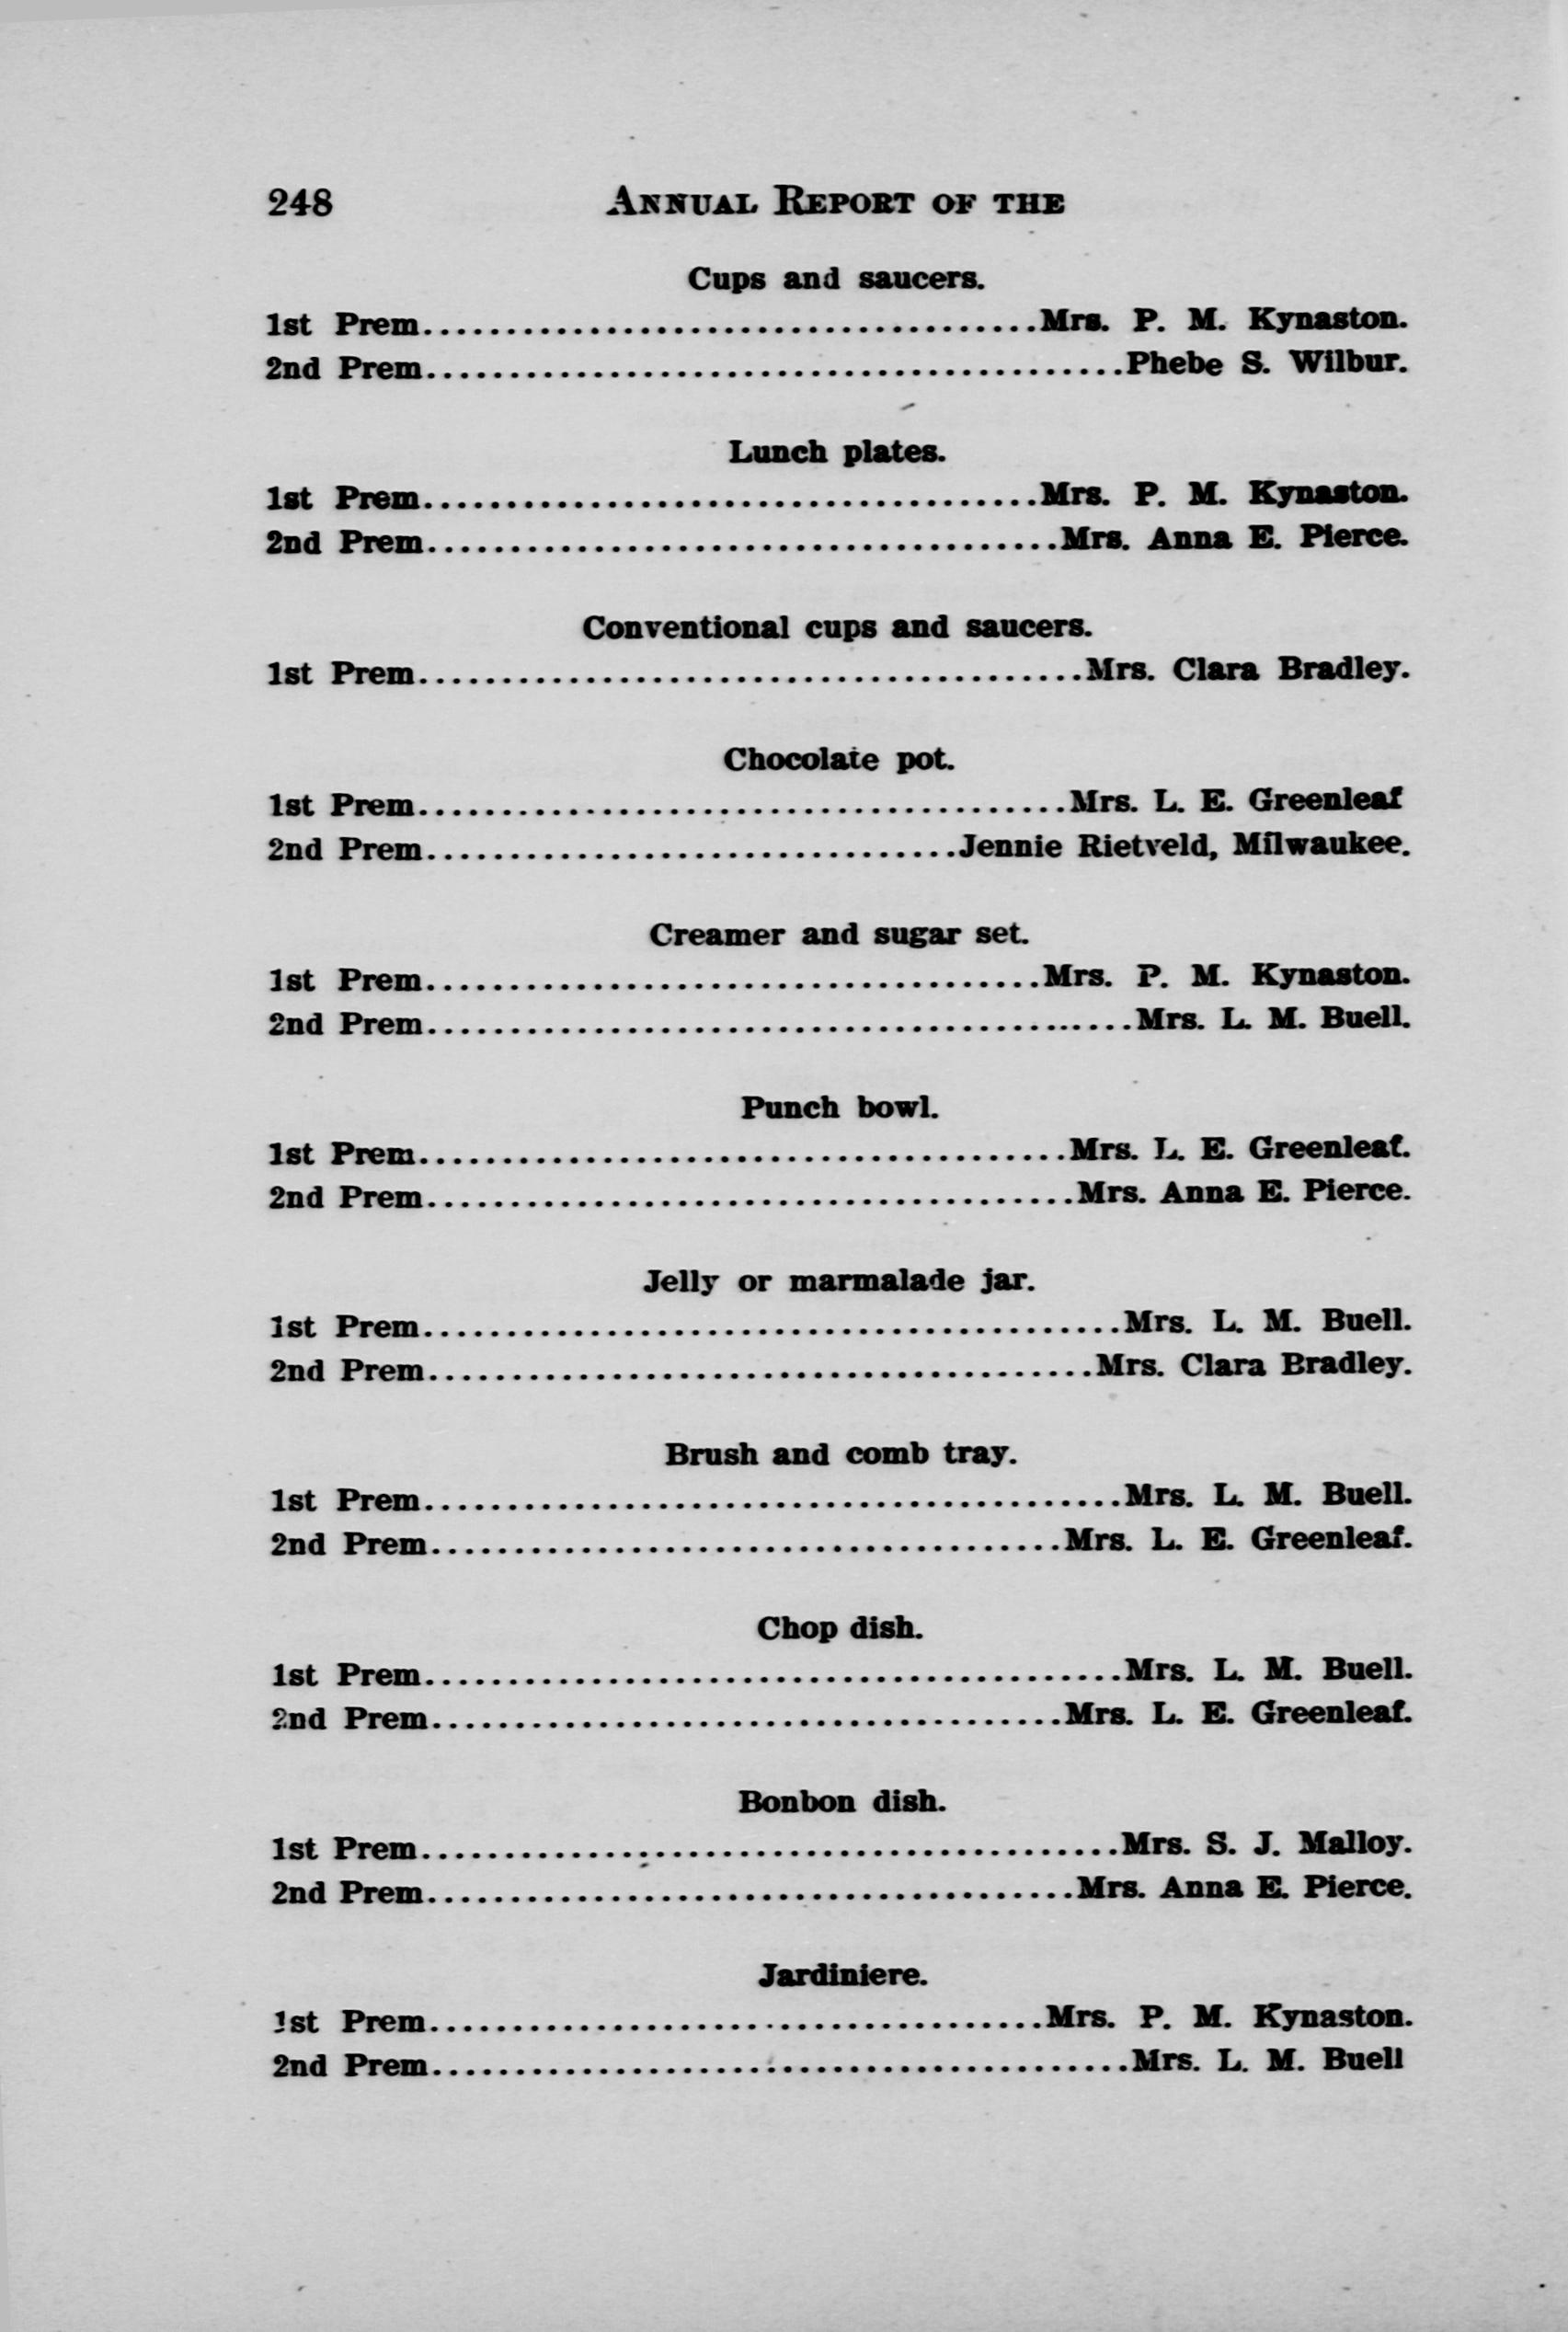 248 ANNUAL REPORT OF THE
Cups and saucers.
1st Prem.....................................Mrs. P. M. Kynaston.
2nd Prem..........................................Phebe S. Wilbur.
Lunch plates.
1st Prem.....................................Mrs. P. M. Kynaston.
2nd Prem......................................Mrs. Anna E. Pierce.
Conventional cups and saucers.
1st Prem........................................Mrs. Clara Bradley.
Chocolate pot.
1st Prem.......................................Mrs. L. E. Greenleaf
2nd Prem................................Jennie Rietveld, Milwaukee.
Creamer and sugar set.
1st Prem.....................................Mrs. P. M. Kynaston.
2nd Prem...........................................Mrs. L. M. Buell.
Punch bowl.
1st Prem.......................................Mrs. L. E. Greenleaf.
2nd Prem.......................................Mrs. Anna E. Pierce.
Jelly or marmalade jar.
1st Prem..........................................Mrs. L. M. Buell.
2nd Prem........................................Mrs. Clara Bradley.
Brush and comb tray.
1st Prem..........................................Mrs. L. M. Buell.
2nd Prem......................................Mrs. L. E. Greenleaf.
Chop dish.
1st Prem..........................................Mrs. L. M. Buell.
2nd Prem......................................Mrs. L. E. Greenleaf.
Bonbon dish.
1st Prem..........................................Mrs. S. J. Malloy.
2nd Prem.......................................Mrs. Anna E. Pierce.
Jardiniere.
1st Prem.....................................Mrs. P. M. Kynaston.
2nd Prem..........................................Mrs. L. M. Buell